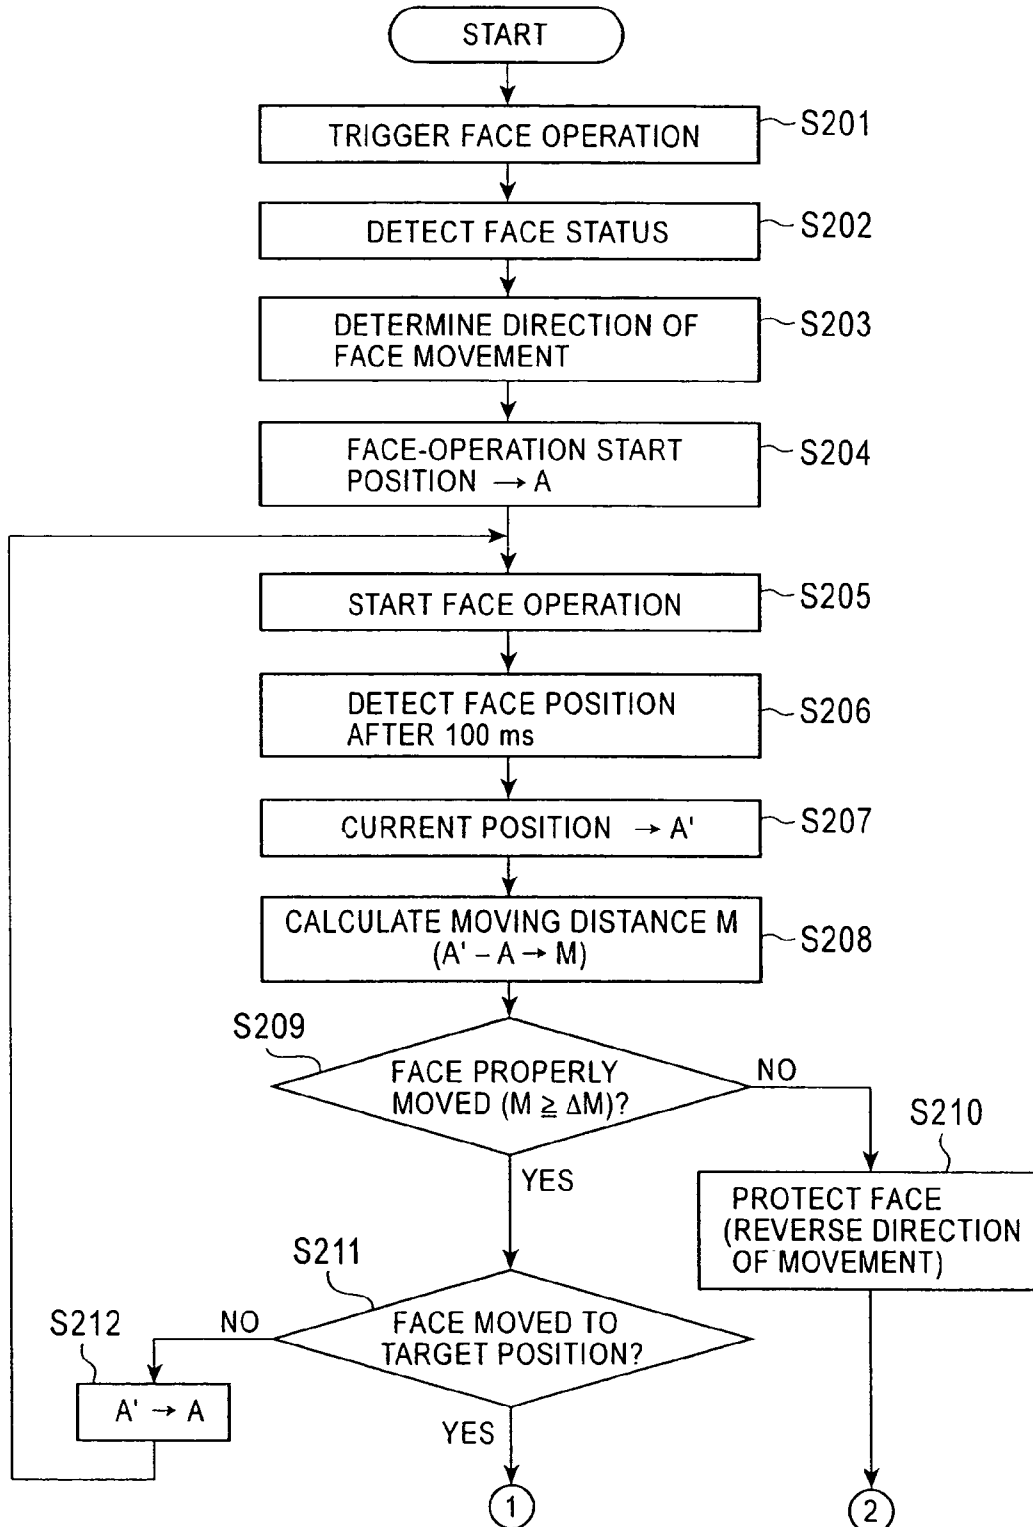 START
TRIGGER FACE OPERATION
S201
DETECT FACE STATUS
S202
DETERMINE DIRECTION OF
FACE MOVEMENT
S203
FACE-OPERATION START
POSITION → A
S204
START FACE OPERATION
S205
DETECT FACE POSITION
AFTER 100 ms
S206
CURRENT POSITION → A'
S207
CALCULATE MOVING DISTANCE M
(A' – A → M)
S208
S209
FACE PROPERLY
MOVED (M ≧ ΔM)?
NO
YES
S210
PROTECT FACE
(REVERSE DIRECTION
OF MOVEMENT)
S211
FACE MOVED TO
TARGET POSITION?
NO
YES
S212
A' → A
1
2